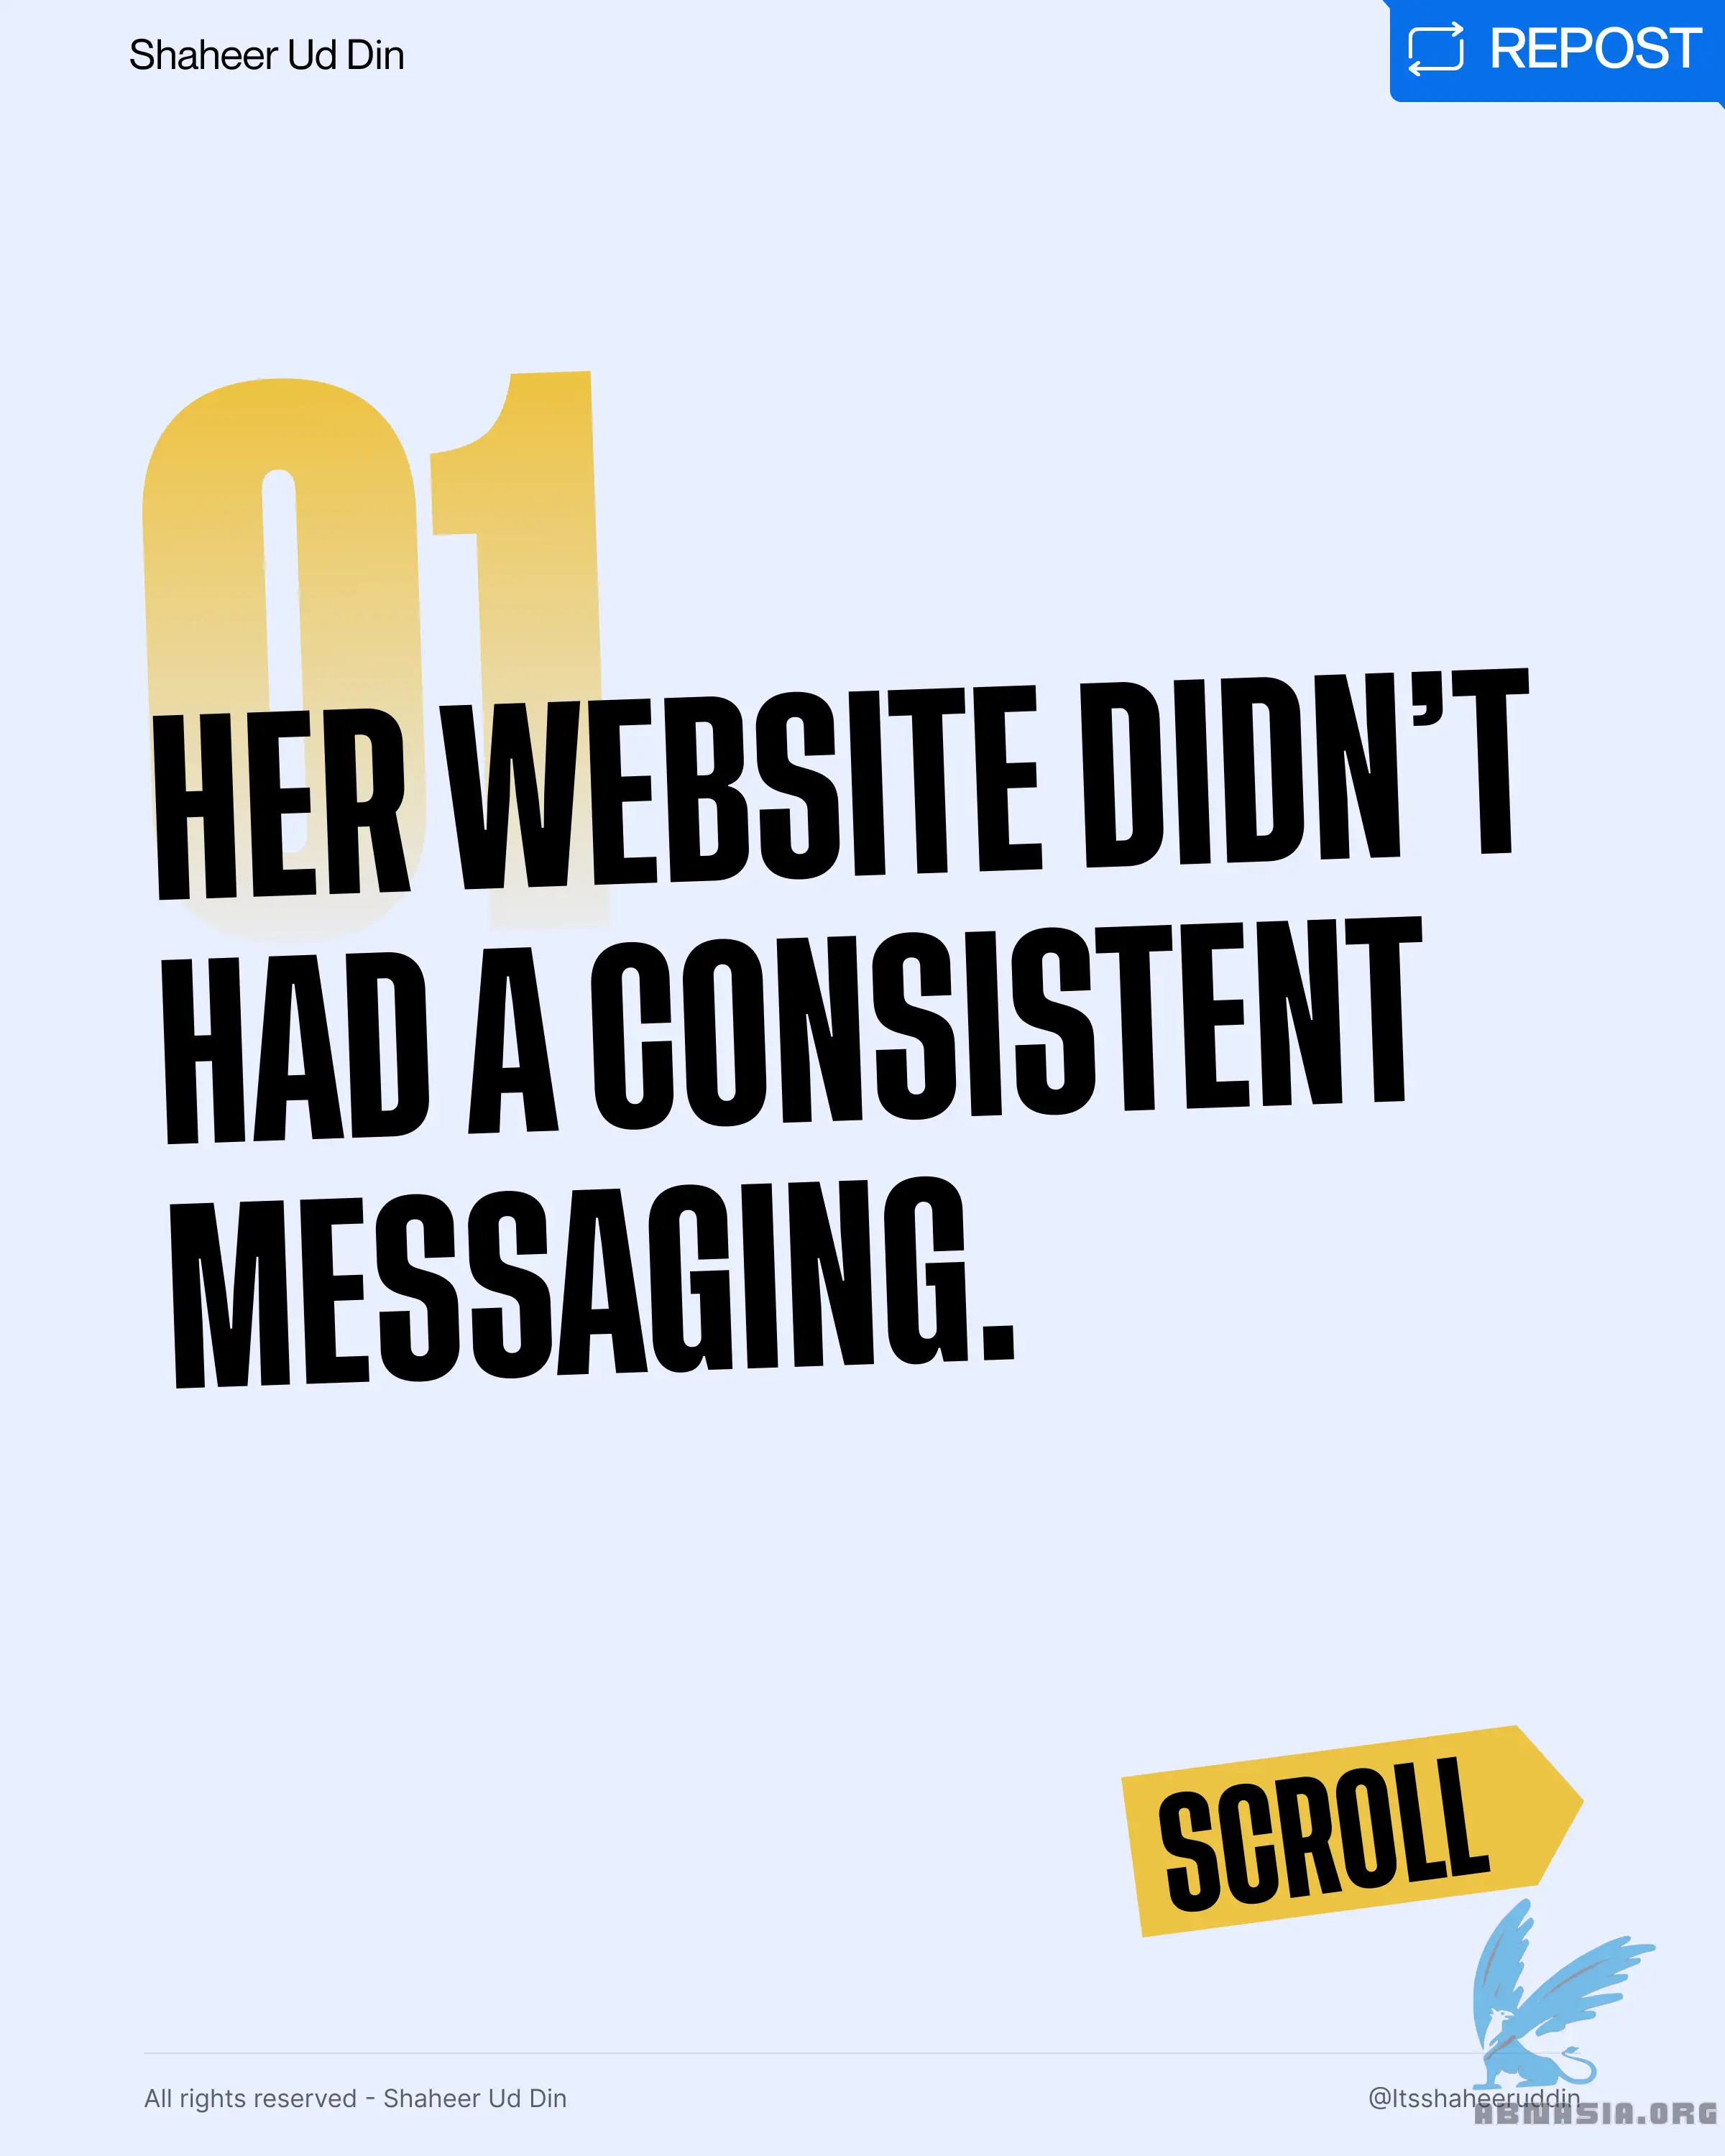 Shaheer Ud Din
REPOST
01
HER WEBSITE DIDN'T
HAD A CONSISTENT
MESSAGING.
SCROLL
All rights reserved - Shaheer Ud Din
@Itsshaheeruddin
ABNASIA.ORG